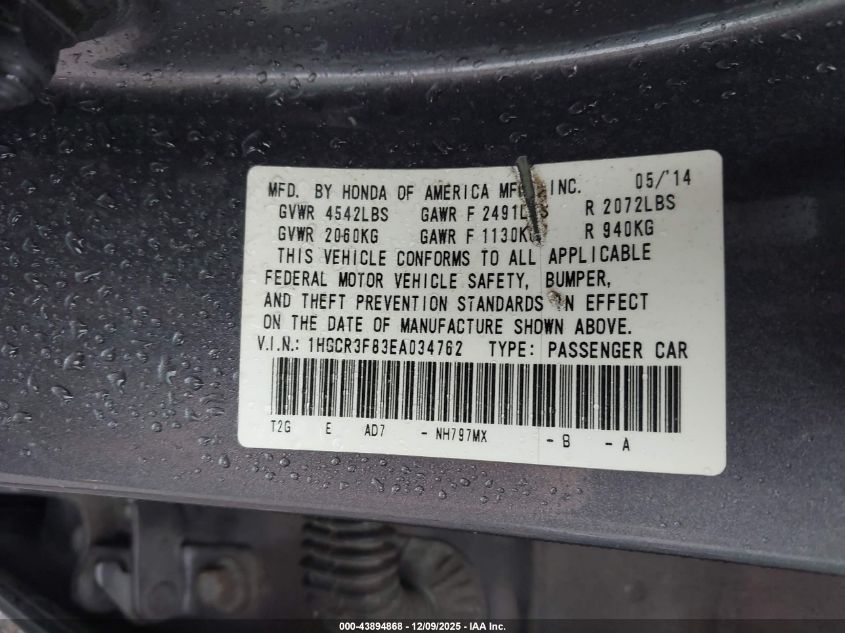 MFD. BY HONDA OF AMERICA MFG. INC. 05/'14
GVWR 4542LBS GAWR F 2491LBS R 2072LBS
GVWR 2060KG GAWR F 1130KG R 940KG
THIS VEHICLE CONFORMS TO ALL APPLICABLE
FEDERAL MOTOR VEHICLE SAFETY, BUMPER,
AND THEFT PREVENTION STANDARDS IN EFFECT
ON THE DATE OF MANUFACTURE SHOWN ABOVE.
V.I.N.: 1HGCR3F83EA034762 TYPE: PASSENGER CAR
T2G E AD7 - NH797MX - B - A
000-43894868 - 12/09/2025 - IAA Inc.